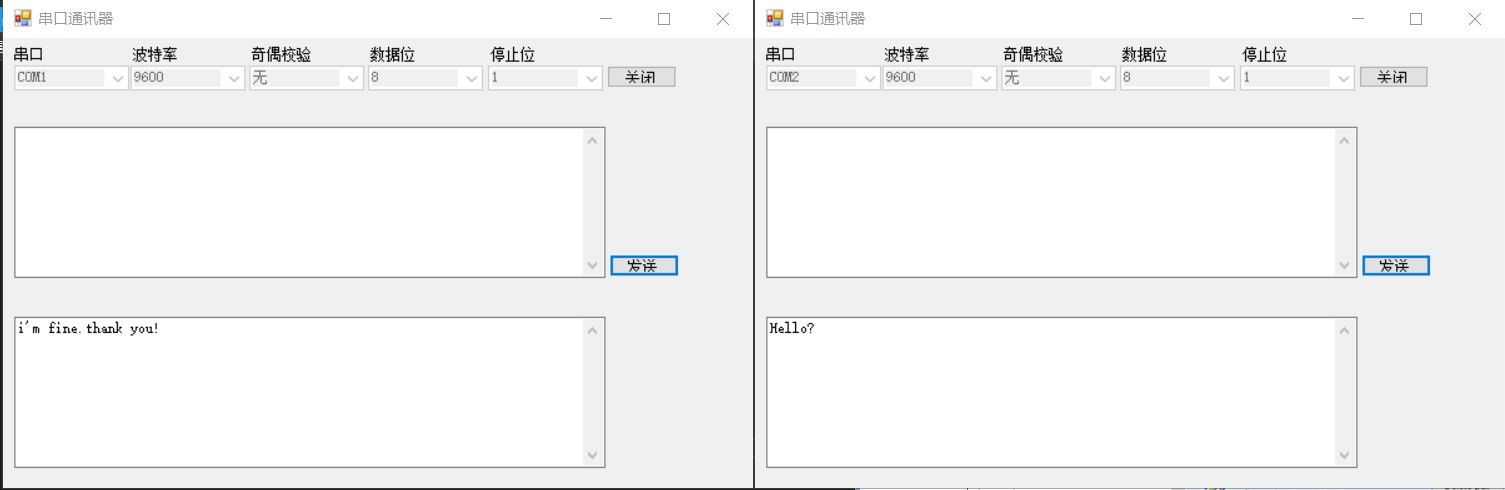 串口通讯器
串口 波特率 奇偶校验 数据位 停止位
COM1 9600 无 8 1 关闭
发送
i'm fine.thank you!
串口通讯器
串口 波特率 奇偶校验 数据位 停止位
COM2 9600 无 8 1 关闭
发送
Hello?